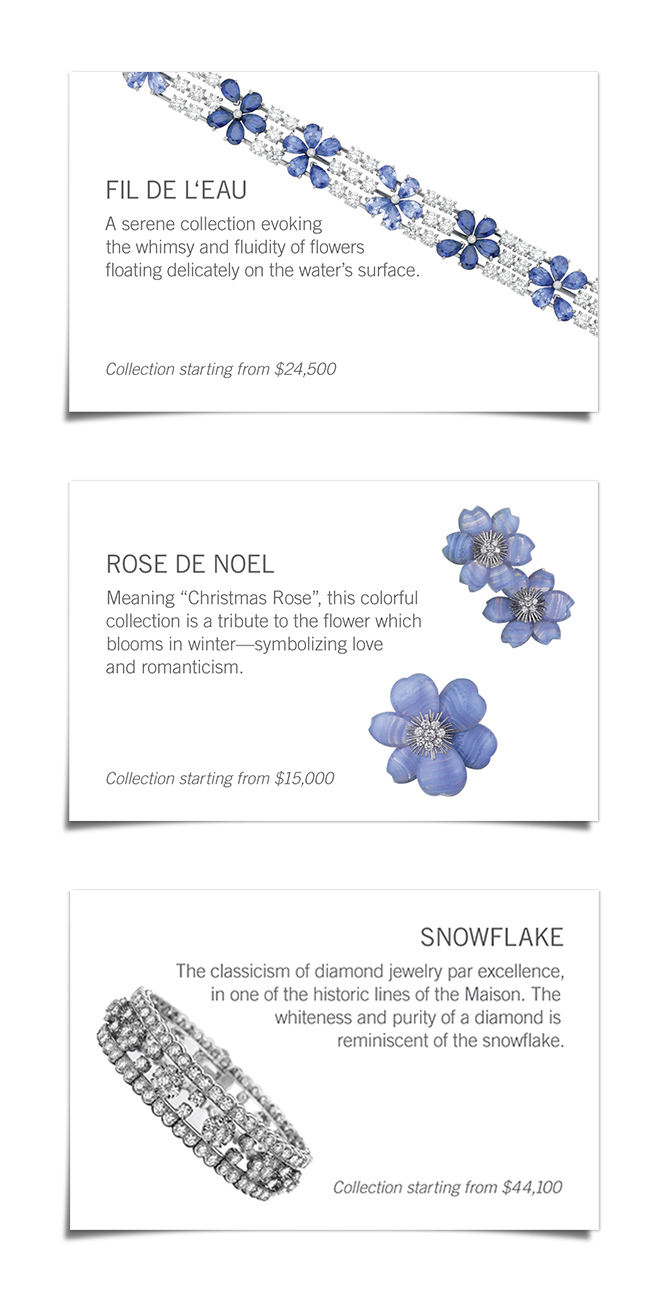 FIL DE L‘EAU
A serene collection evoking
the whimsy and fluidity of flowers
floating delicately on the water’s surface.
Collection starting from $24,500
ROSE DE NOEL
Meaning “Christmas Rose”, this colorful
collection is a tribute to the flower which
blooms in winter—symbolizing love
and romanticism.
Collection starting from $15,000
SNOWFLAKE
The classicism of diamond jewelry par excellence,
in one of the historic lines of the Maison. The
whiteness and purity of a diamond is
reminiscent of the snowflake.
Collection starting from $44,100